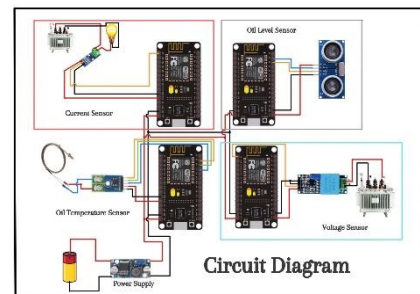 Oil Level Sensor
Current Sensor
Oil Temperature Sensor
Voltage Sensor
Power Supply
Circuit Diagram